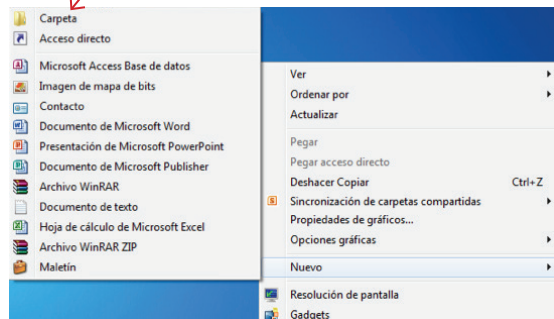 Carpeta
Acceso directo
Microsoft Access Base de datos
Imagen de mapa de bits
Contacto
Documento de Microsoft Word
Presentación de Microsoft PowerPoint
Documento de Microsoft Publisher
Archivo WinRAR
Documento de texto
Hoja de cálculo de Microsoft Excel
Archivo WinRAR ZIP
Maletín
Ver
Ordenar por
Actualizar
Pegar
Pegar acceso directo
Deshacer Copiar Ctrl+Z
Sincronización de carpetas compartidas
Propiedades de gráficos...
Opciones gráficas
Nuevo
Resolución de pantalla
Gadgets